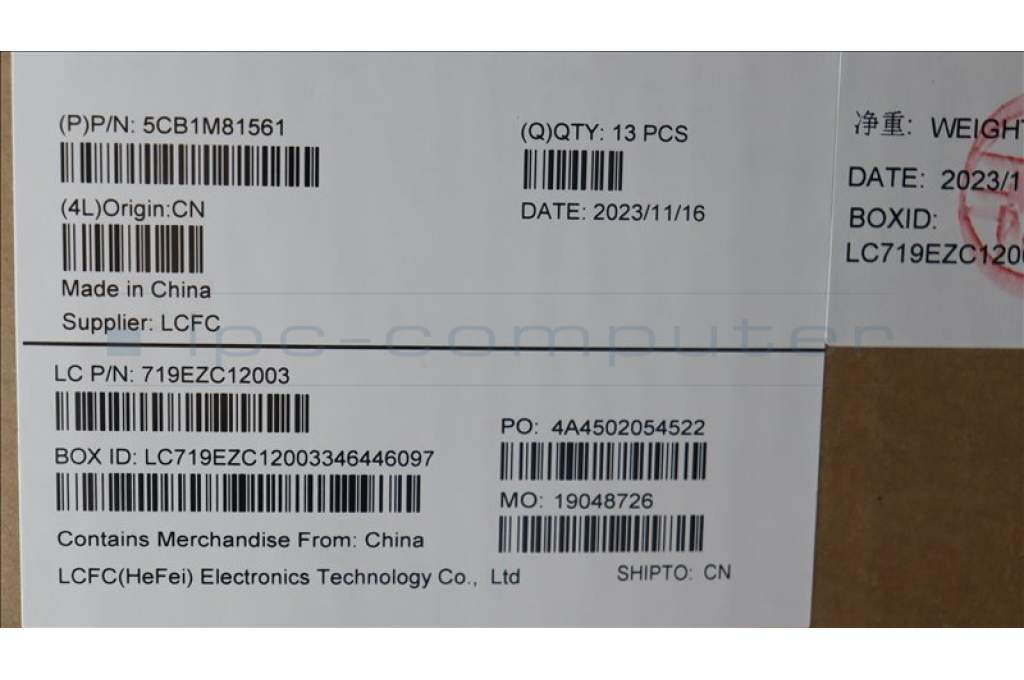 (P)P/N: 5CB1M81561
(Q)QTY: 13 PCS
(4L)Origin:CN
DATE: 2023/11/16
Made in China
Supplier: LCFC
净重: WEIGHT
DATE: 2023/1
BOXID:
LC719EZC1200
ipc-computer
LC P/N: 719EZC12003
BOX ID: LC719EZC12003346446097
PO: 4A4502054522
MO: 19048726
Contains Merchandise From: China
LCFC(HeFei) Electronics Technology Co., Ltd
SHIPTO: CN